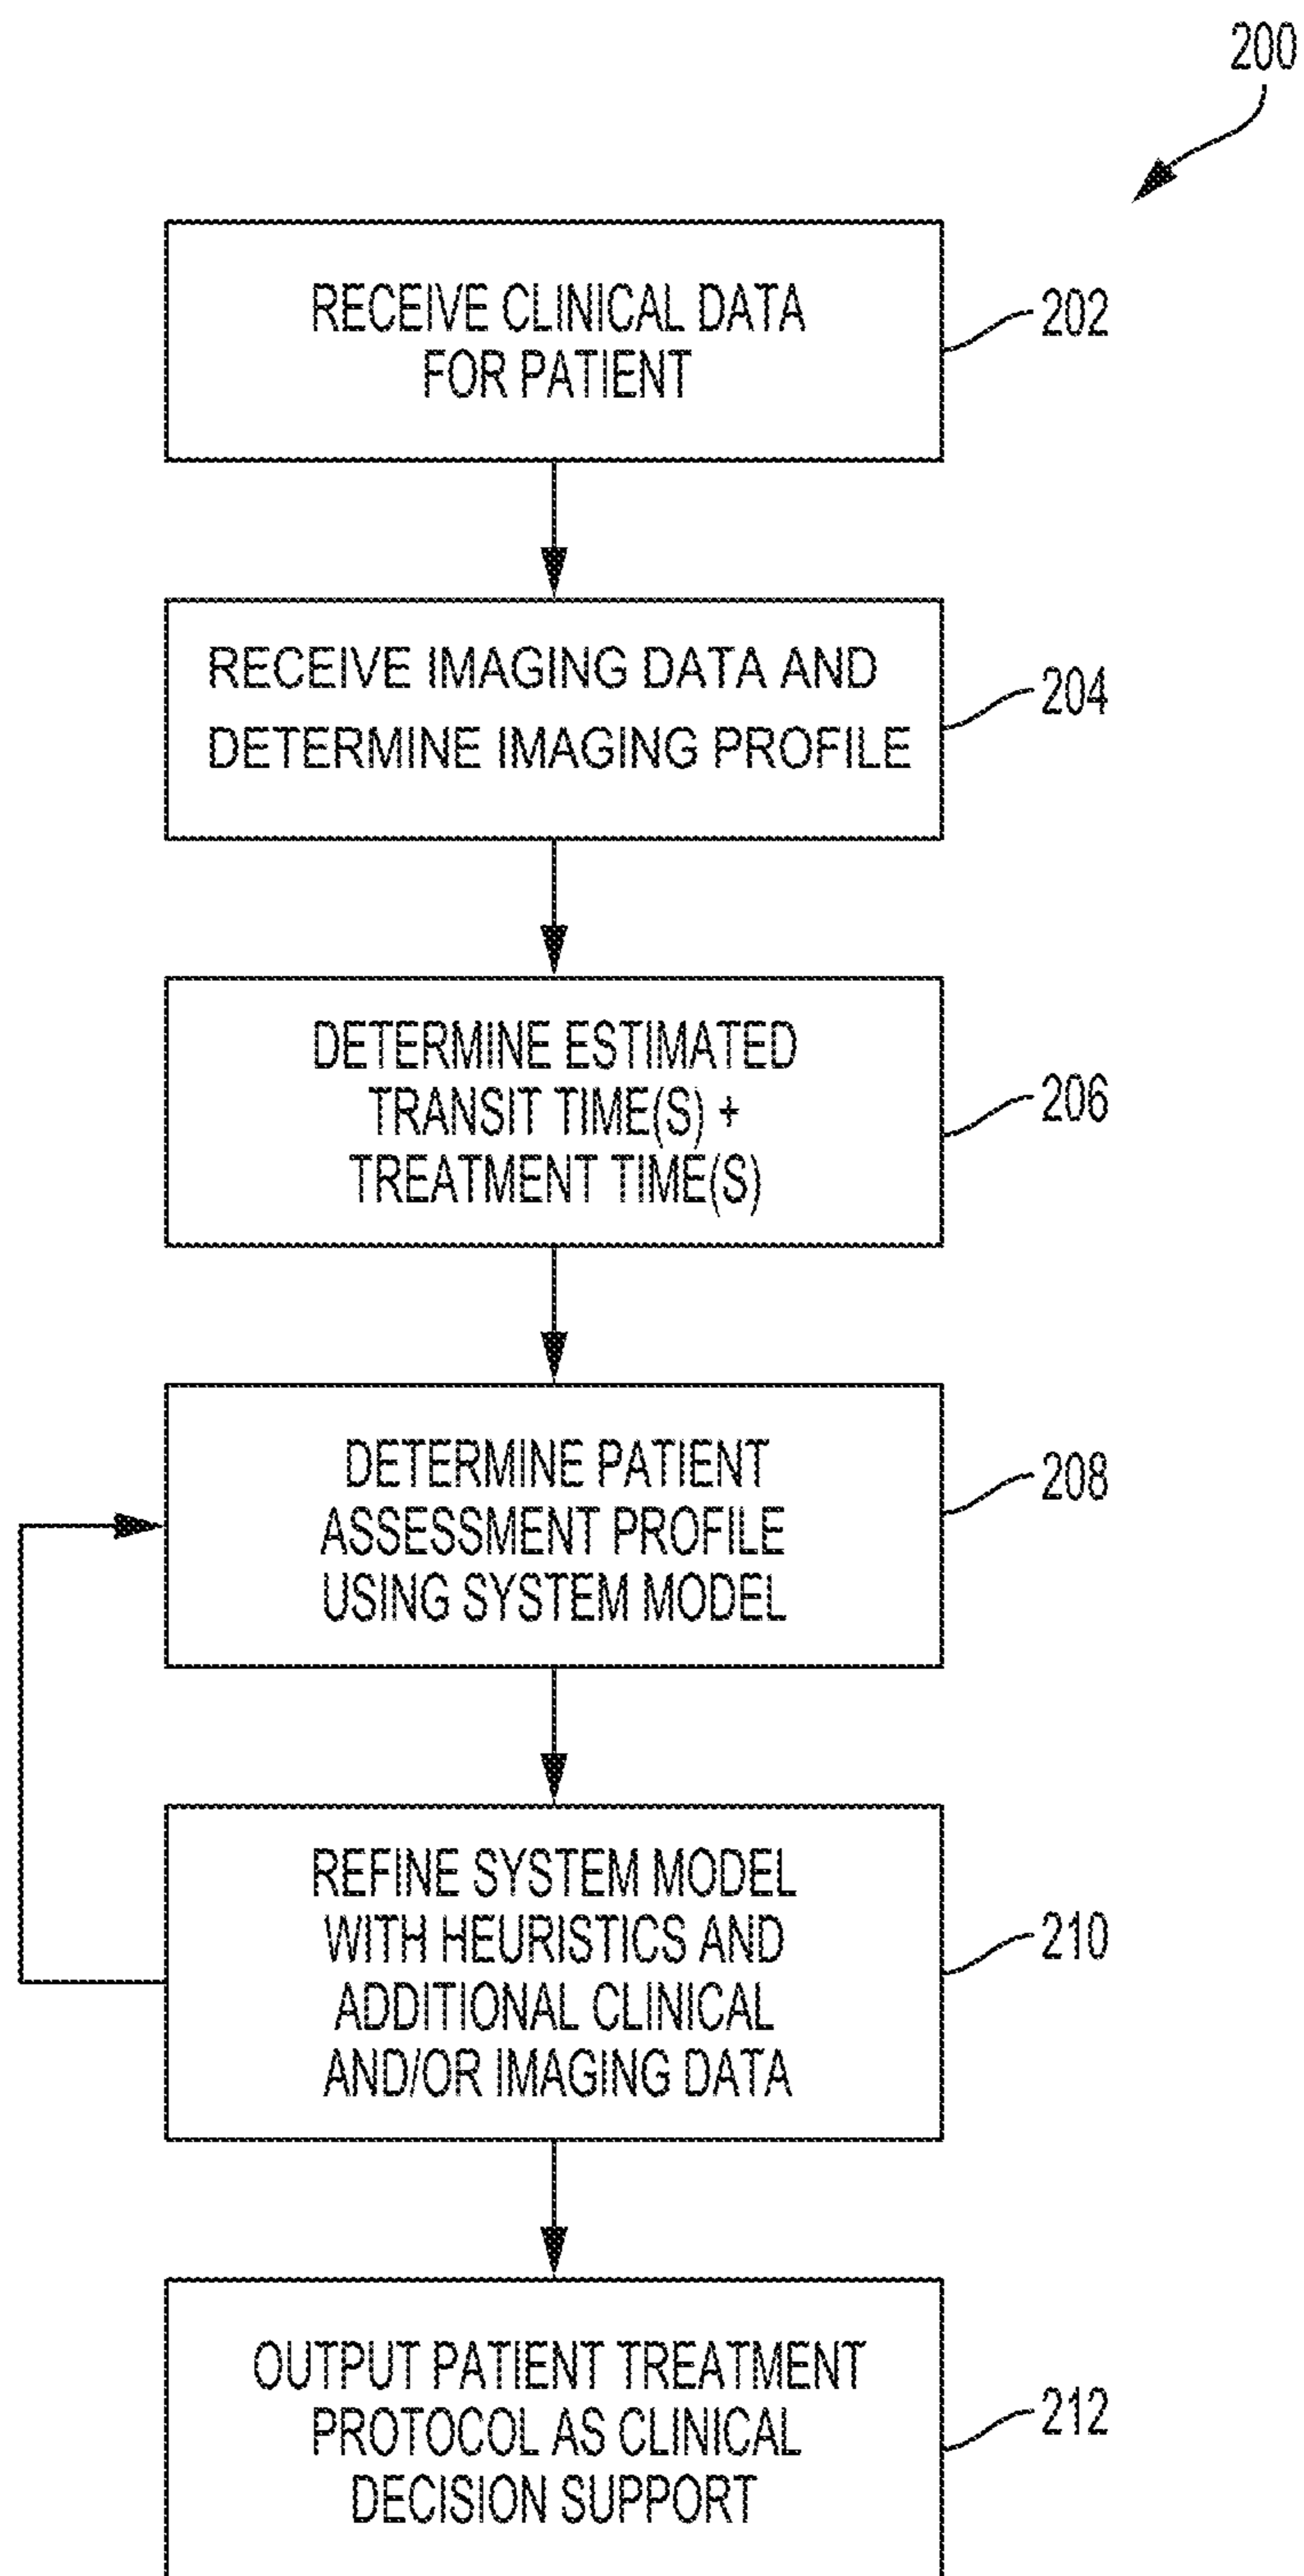 200
RECEIVE CLINICAL DATA
FOR PATIENT
202
RECEIVE IMAGING DATA AND
DETERMINE IMAGING PROFILE
204
DETERMINE ESTIMATED
TRANSIT TIME(S) +
TREATMENT TIME(S)
206
DETERMINE PATIENT
ASSESSMENT PROFILE
USING SYSTEM MODEL
208
REFINE SYSTEM MODEL
WITH HEURISTICS AND
ADDITIONAL CLINICAL
AND/OR IMAGING DATA
210
OUTPUT PATIENT TREATMENT
PROTOCOL AS CLINICAL
DECISION SUPPORT
212